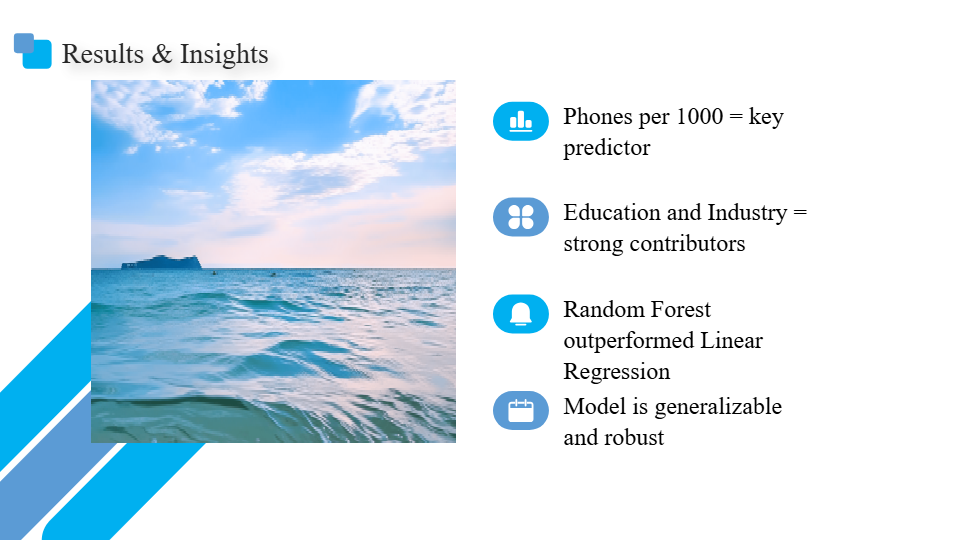 Results & Insights
Phones per 1000 = key
predictor
Education and Industry =
strong contributors
Random Forest
outperformed Linear
Regression
Model is generalizable
and robust